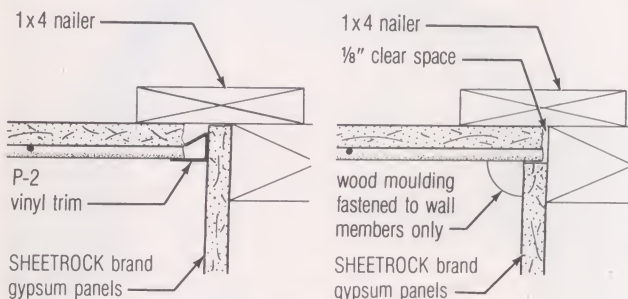 1x4 nailer
P-2
vinyl trim
SHEETROCK brand
gypsum panels
1x4 nailer
⅛" clear space
wood moulding
fastened to wall
members only
SHEETROCK brand
gypsum panels